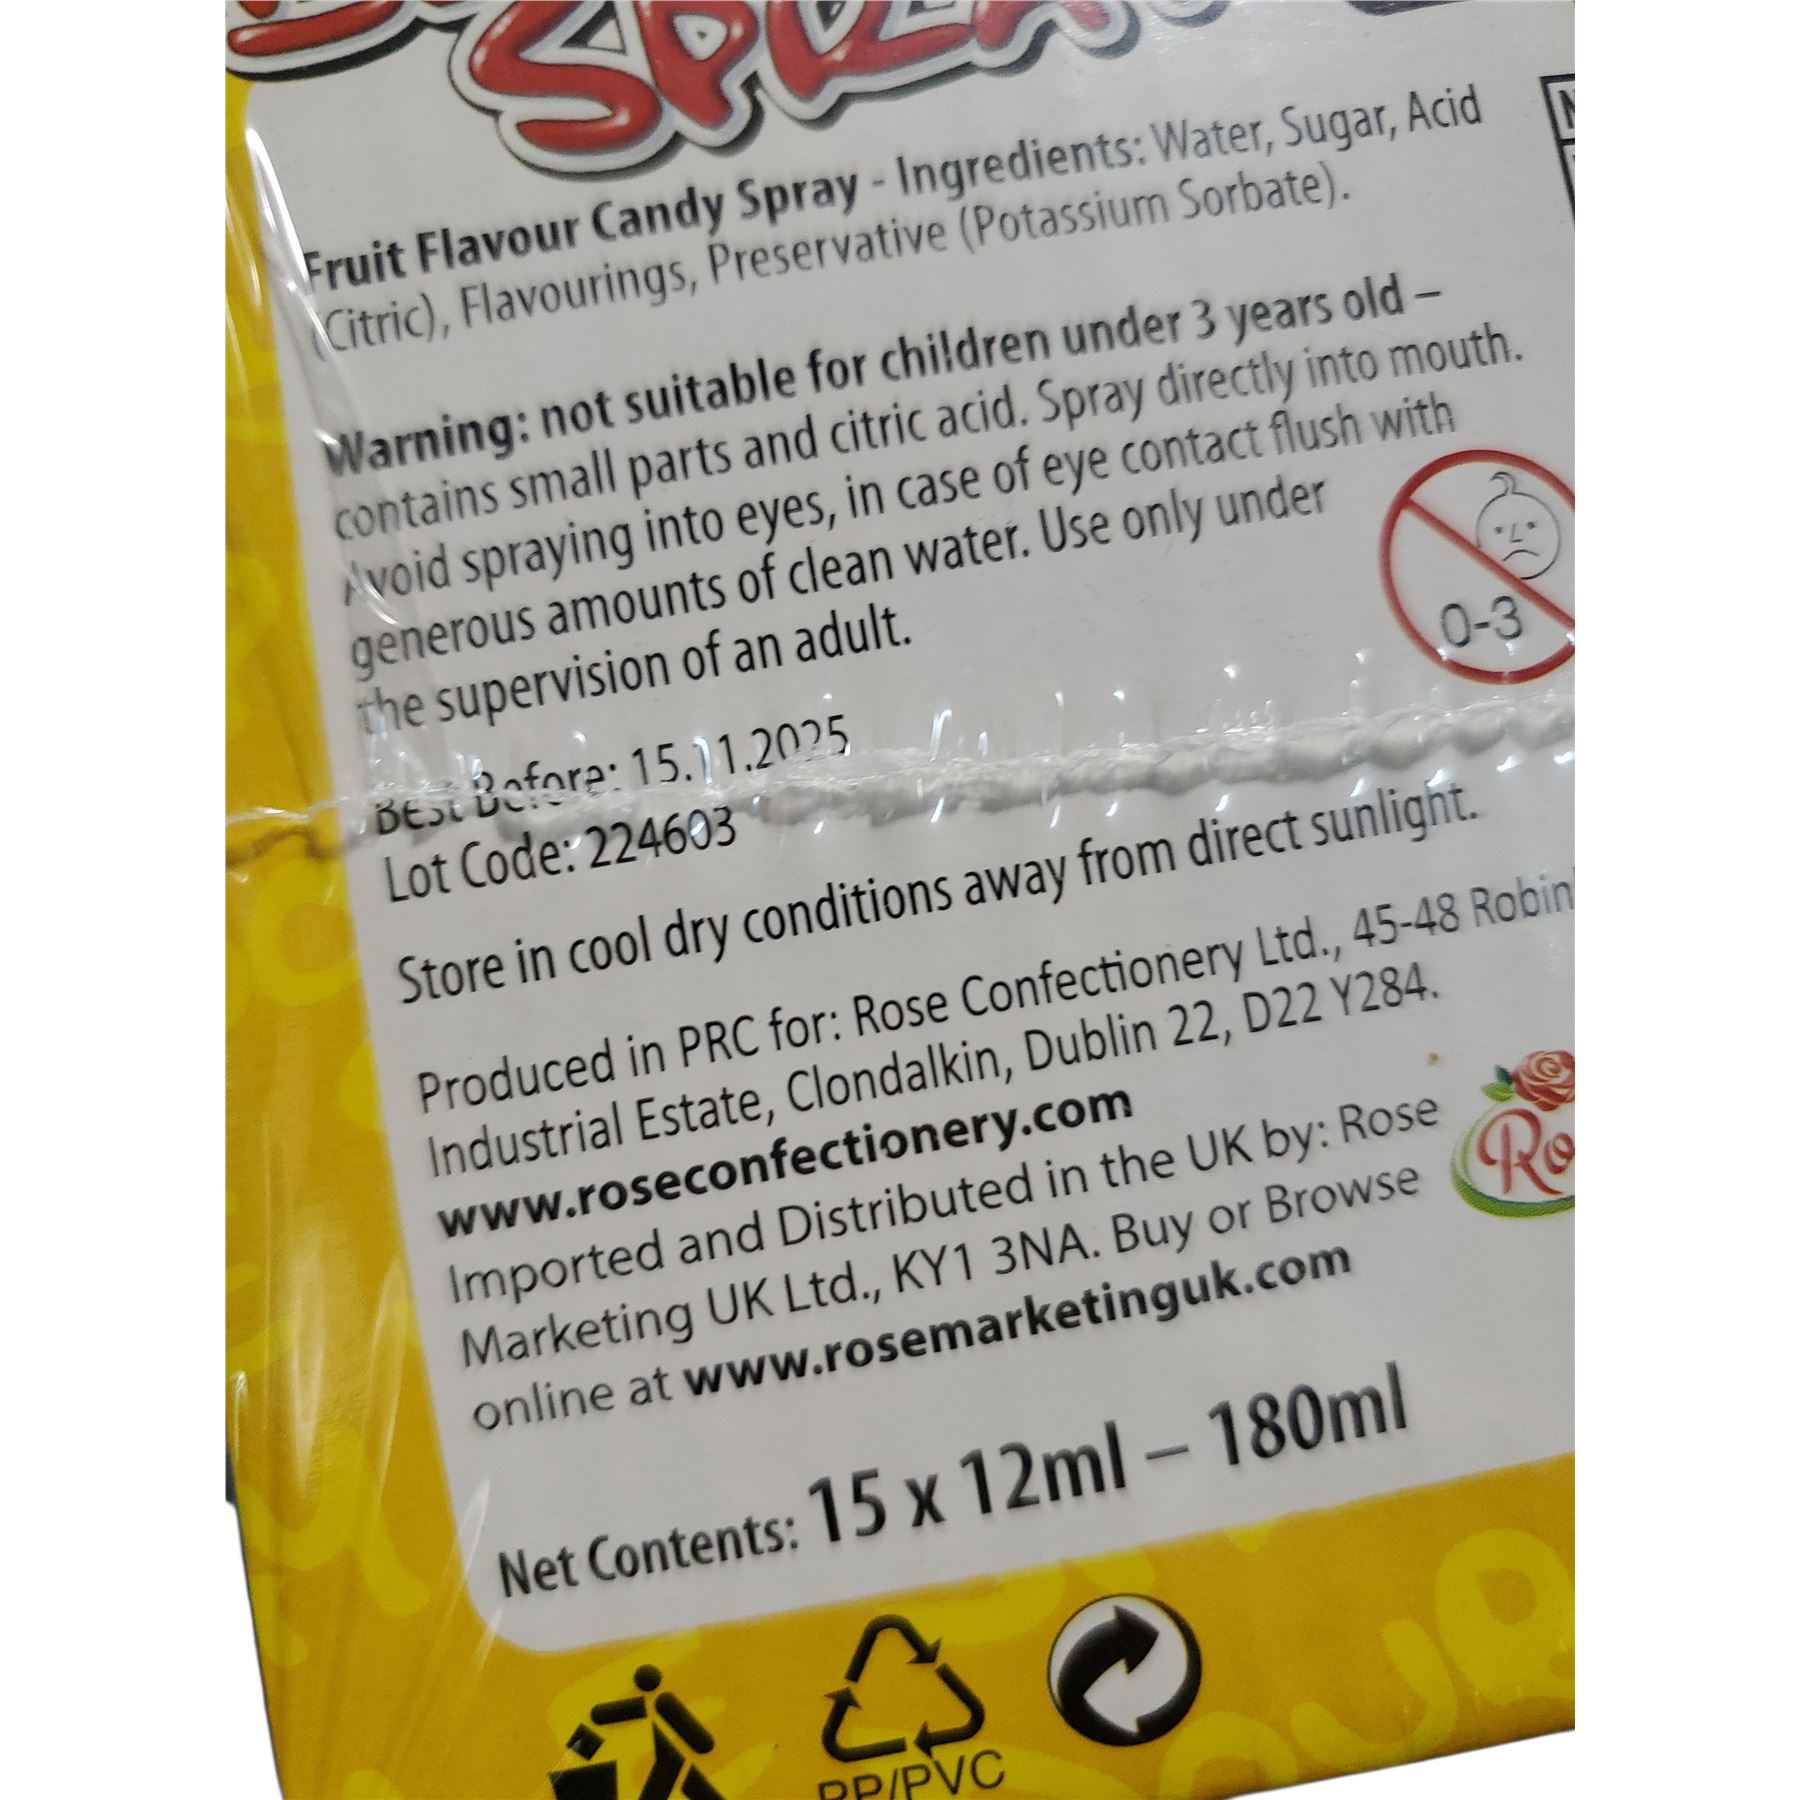 SPRAY
Fruit Flavour Candy Spray - Ingredients: Water, Sugar, Acid
(Citric), Flavourings, Preservative (Potassium Sorbate).
Warning: not suitable for children under 3 years old –
contains small parts and citric acid. Spray directly into mouth.
Avoid spraying into eyes, in case of eye contact flush with
generous amounts of clean water. Use only under
the supervision of an adult.
0-3
Best Before: 15.11.2025
Lot Code: 224603
Store in cool dry conditions away from direct sunlight.
Produced in PRC for: Rose Confectionery Ltd., 45-48 Robin
Industrial Estate, Clondalkin, Dublin 22, D22 Y284.
www.roseconfectionery.com
Imported and Distributed in the UK by: Rose
Marketing UK Ltd., KY1 3NA. Buy or Browse
online at www.rosemarketinguk.com
Ro
Net Contents: 15 x 12ml – 180ml
PP/PVC